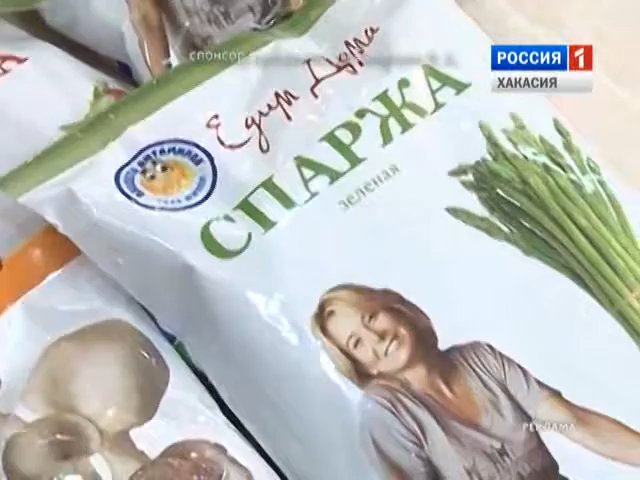 спонсор
РОССИЯ 1
ХАКАСИЯ
Едим Дома
СПАРЖА
зеленая
РЕКЛАМА